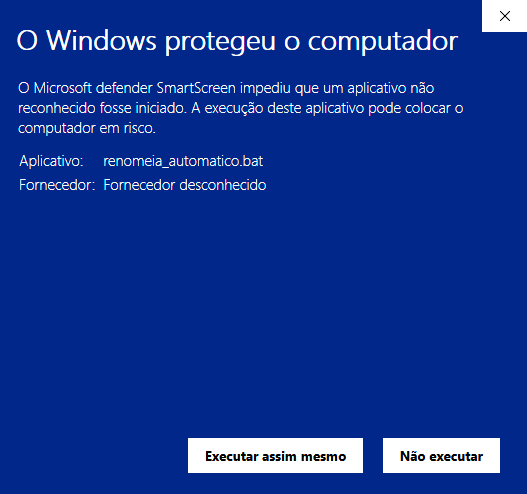 O Windows protegeu o computador
O Microsoft defender SmartScreen impediu que um aplicativo não
reconhecido fosse iniciado. A execução deste aplicativo pode colocar o
computador em risco.
Aplicativo: renomeia_automatico.bat
Fornecedor: Fornecedor desconhecido
Executar assim mesmo Não executar